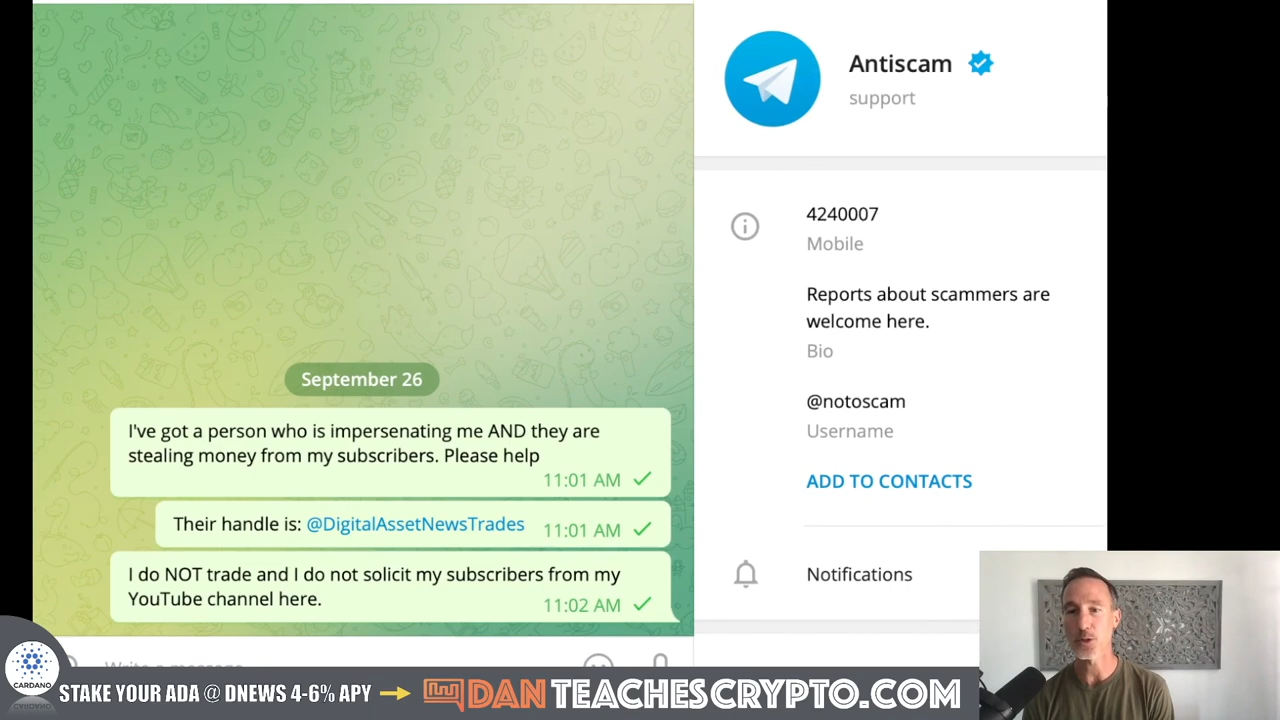 Antiscam
support
4240007
Mobile
Reports about scammers are
welcome here.
Bio
@notoscam
Username
ADD TO CONTACTS
Notifications
September 26
I've got a person who is impersenating me AND they are
stealing money from my subscribers. Please help
11:01 AM
Their handle is: @DigitalAssetNewsTrades 11:01 AM
I do NOT trade and I do not solicit my subscribers from my
YouTube channel here. 11:02 AM
Write a message
CARDANO
STAKE YOUR ADA @ DNEWS 4-6% APY
DANTEACHESCRYPTO.COM